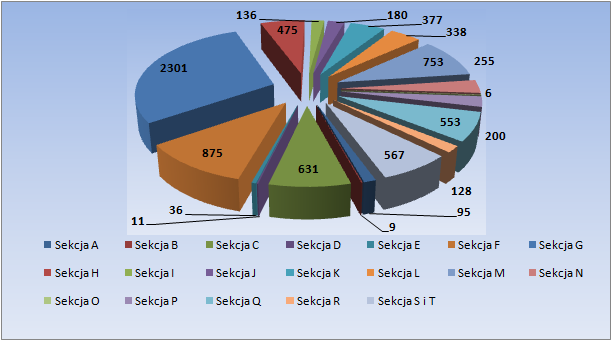 136
475
180
377
338
753
255
6
2301
553
200
875
567
128
631
95
9
36
11
Sekcja A
Sekcja B
Sekcja C
Sekcja D
Sekcja E
Sekcja F
Sekcja G
Sekcja H
Sekcja I
Sekcja J
Sekcja K
Sekcja L
Sekcja M
Sekcja N
Sekcja O
Sekcja P
Sekcja Q
Sekcja R
Sekcja S i T